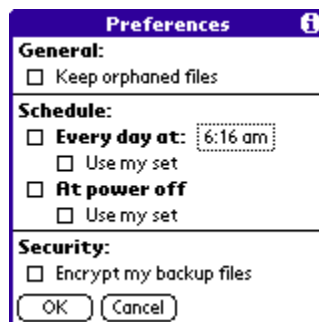 Preferences i
General:
Keep orphaned files
Schedule:
Every day at: 6:16 am
Use my set
At power off
Use my set
Security:
Encrypt my backup files
OK Cancel